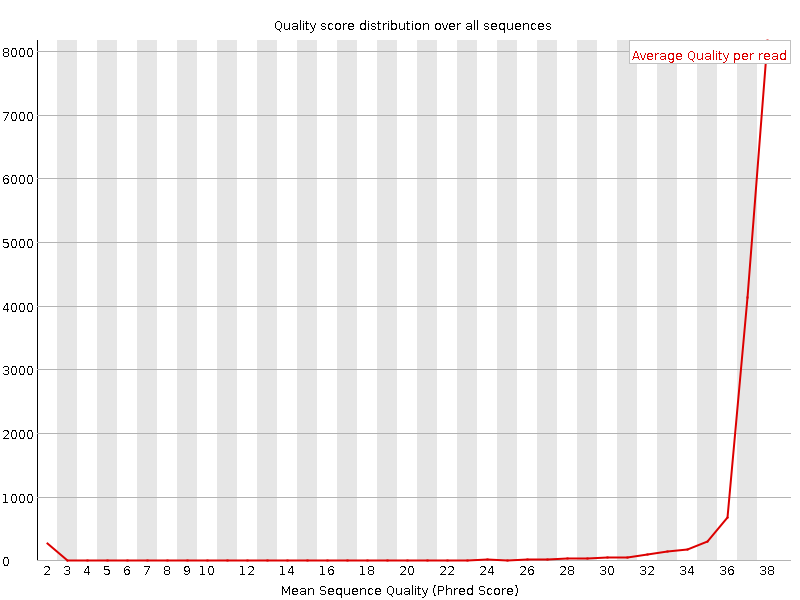 Quality score distribution over all sequences
Average Quality per read
8000
7000
6000
5000
4000
3000
2000
1000
0
2 3 4 5 6 7 8 9 10 12 14 16 18 20 22 24 26 28 30 32 34 36 38
Mean Sequence Quality (Phred Score)